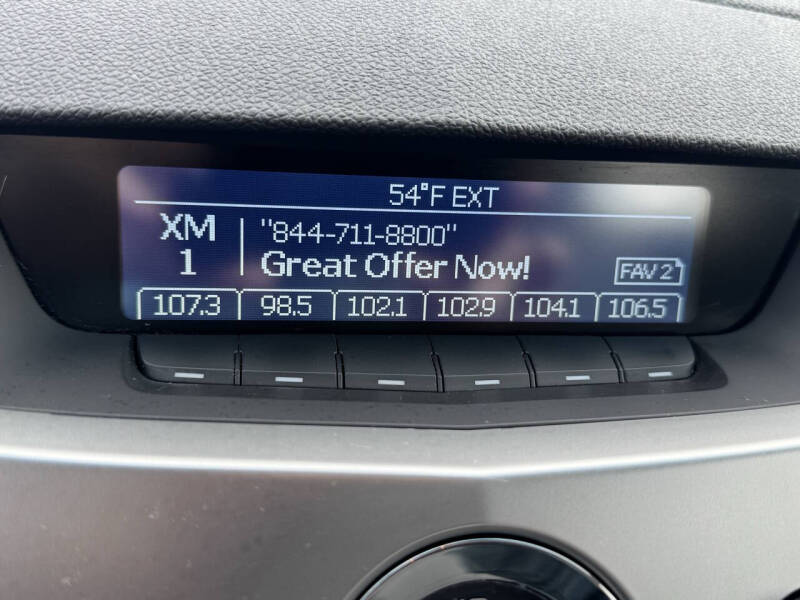 54°F EXT
XM
1
"844-711-8800"
Great Offer Now!
FAV 2
107.3 98.5 102.1 102.9 104.1 106.5